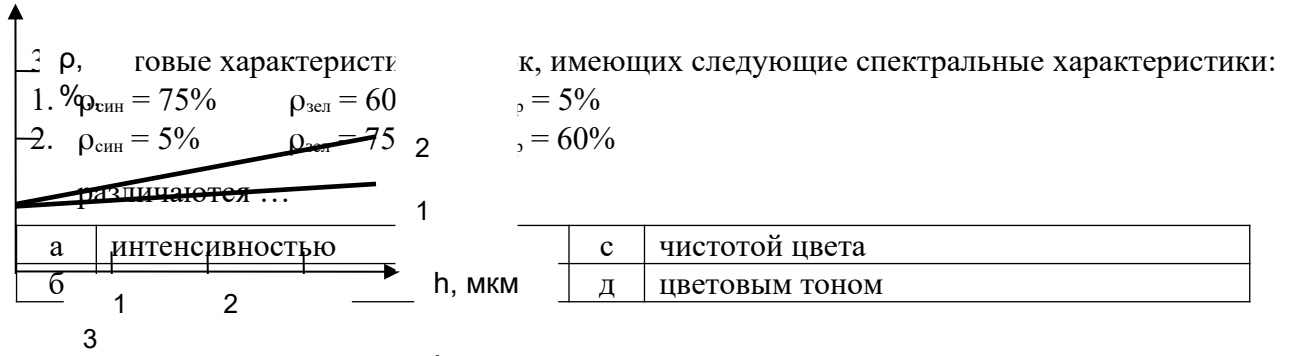 ρ, говые характеристи к, имеющих следующие спектральные характеристики:
1. %, ρсин = 75% ρзел = 60 р = 5%
2. ρсин = 5% ρзел = 75 р = 60%
2
различаются …
1
а интенсивностью с чистотой цвета
б h, мкм д цветовым тоном
1 2
3